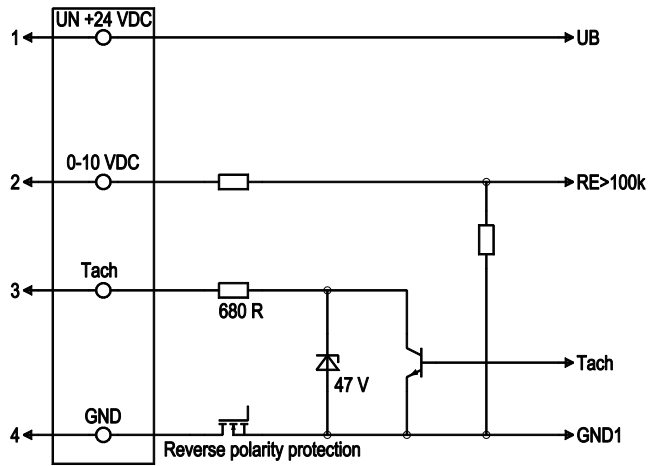 UN +24 VDC
1
UB
0-10 VDC
2
RE>100k
Tach
3
680 R
47 V
Tach
GND
4
GND1
Reverse polarity protection